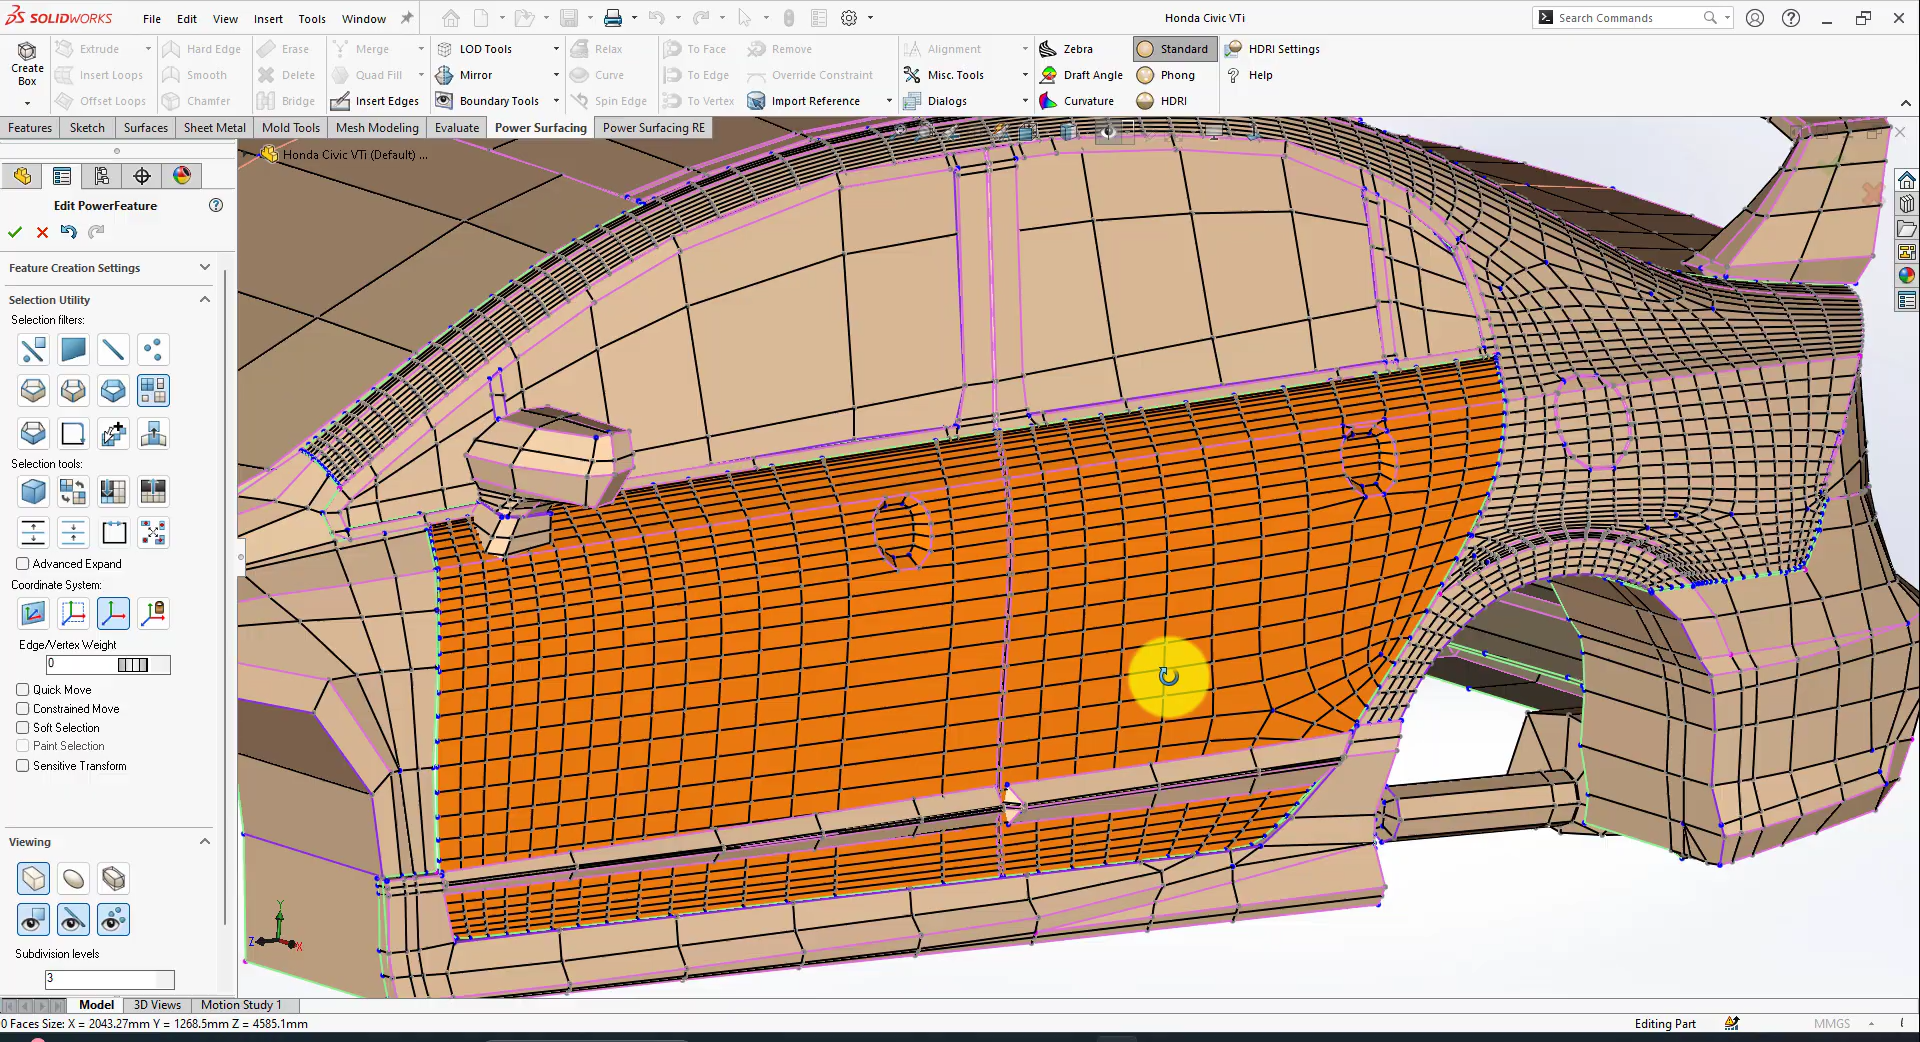 SOLIDWORKS File Edit View Insert Tools Window Honda Civic VTi Search Commands
Extrude Hard Edge Erase Merge LOD Tools Relax To Face Remove Alignment Zebra Standard HDRI Settings
Create Box Insert Loops Smooth Delete Quad Fill Mirror Curve To Edge Override Constraint Misc. Tools Draft Angle Phong Help
Offset Loops Chamfer Bridge Insert Edges Boundary Tools Spin Edge To Vertex Import Reference Dialogs Curvature HDRI
Features Sketch Surfaces Sheet Metal Mold Tools Mesh Modeling Evaluate Power Surfacing Power Surfacing RE
Honda Civic VTi (Default) ...
Edit PowerFeature
Feature Creation Settings
Selection Utility
Selection filters:
Selection tools:
Advanced Expand
Coordinate System:
Edge/Vertex Weight
0
Quick Move
Constrained Move
Soft Selection
Paint Selection
Sensitive Transform
Viewing
Y
Z X
Subdivision levels
3
Model 3D Views Motion Study 1
0 Faces Size: X = 2043.27mm Y = 1268.5mm Z = 4585.1mm Editing Part MMGS